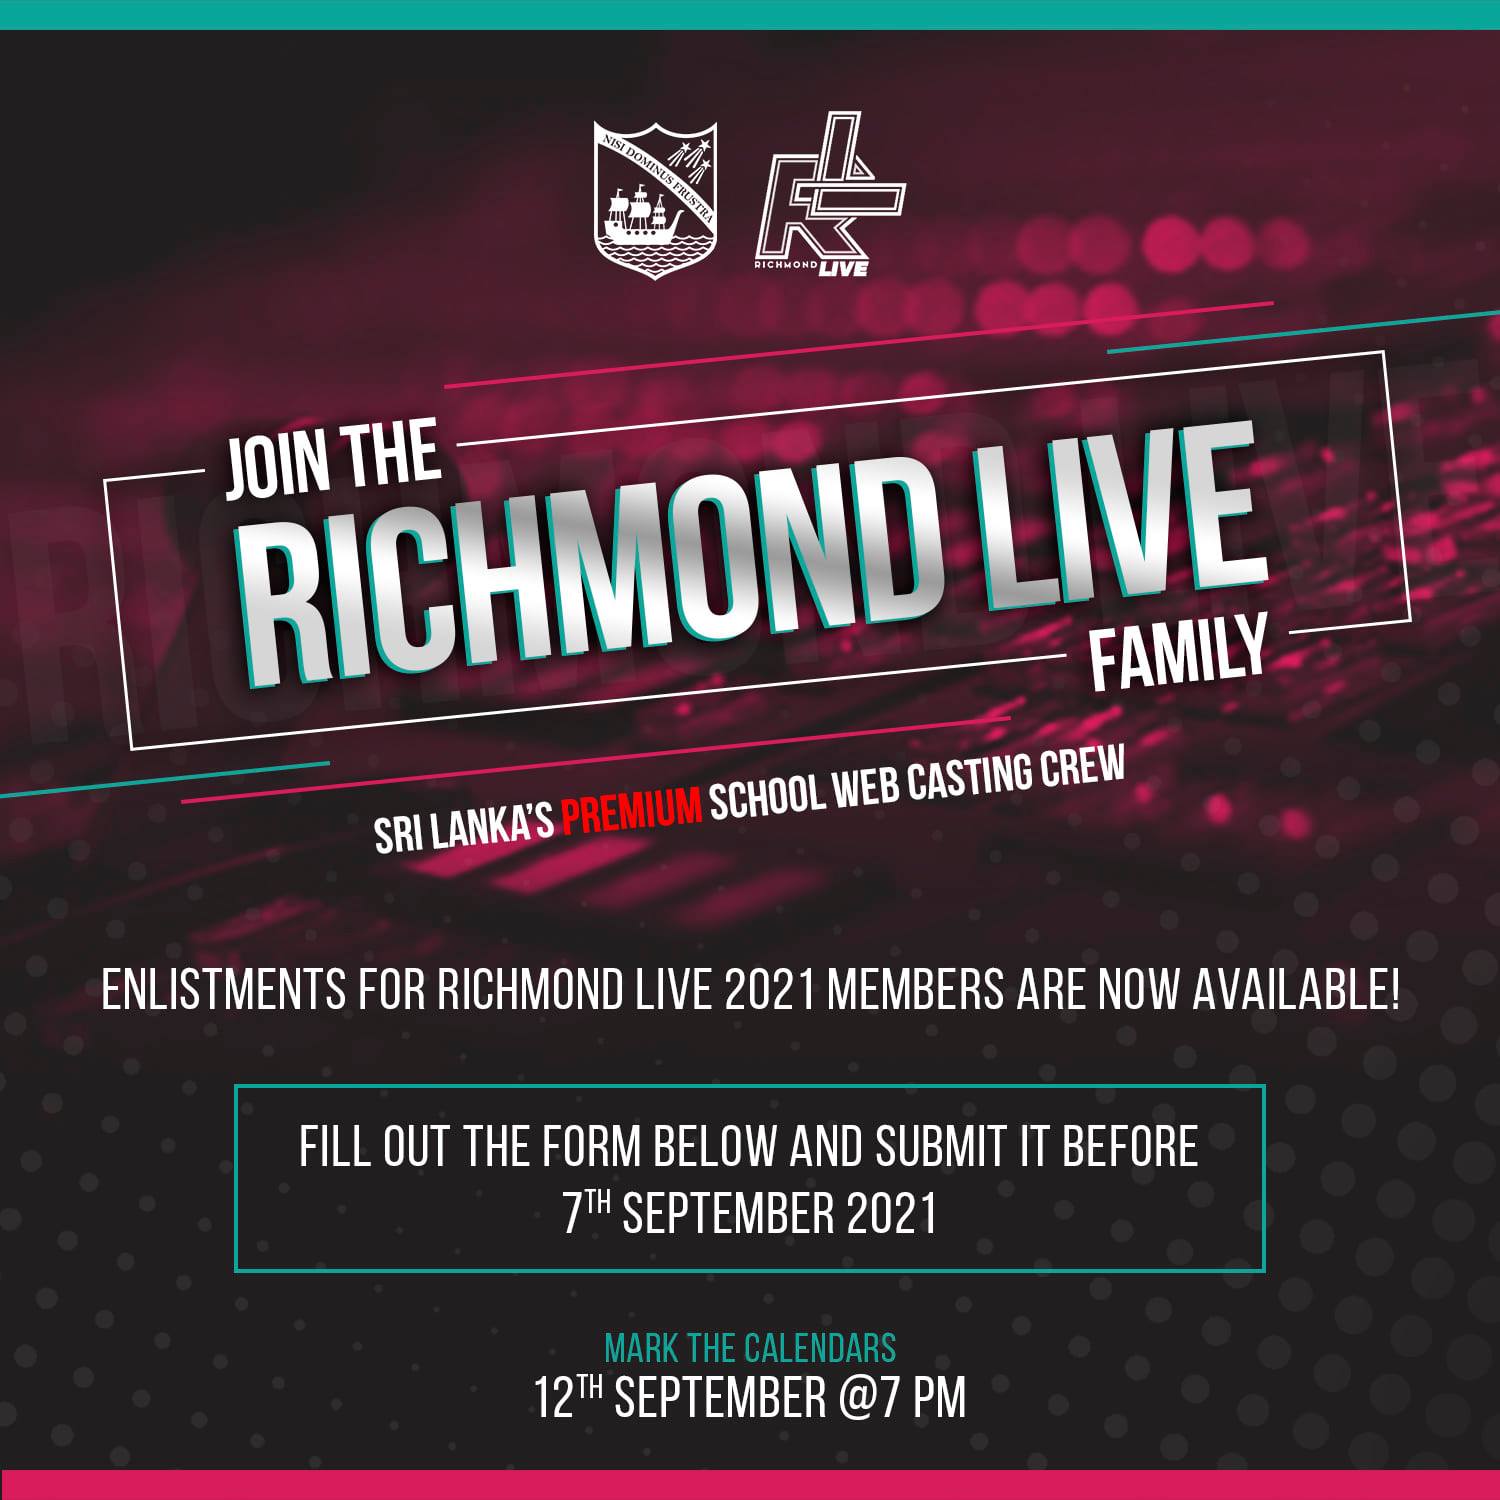 NISI DOMINUS FRUSTRA
RL
RICHMOND LIVE
JOIN THE
RICHMOND LIVE
FAMILY
SRI LANKA'S PREMIUM SCHOOL WEB CASTING CREW
ENLISTMENTS FOR RICHMOND LIVE 2021 MEMBERS ARE NOW AVAILABLE!
FILL OUT THE FORM BELOW AND SUBMIT IT BEFORE
7TH SEPTEMBER 2021
MARK THE CALENDARS
12TH SEPTEMBER @7 PM